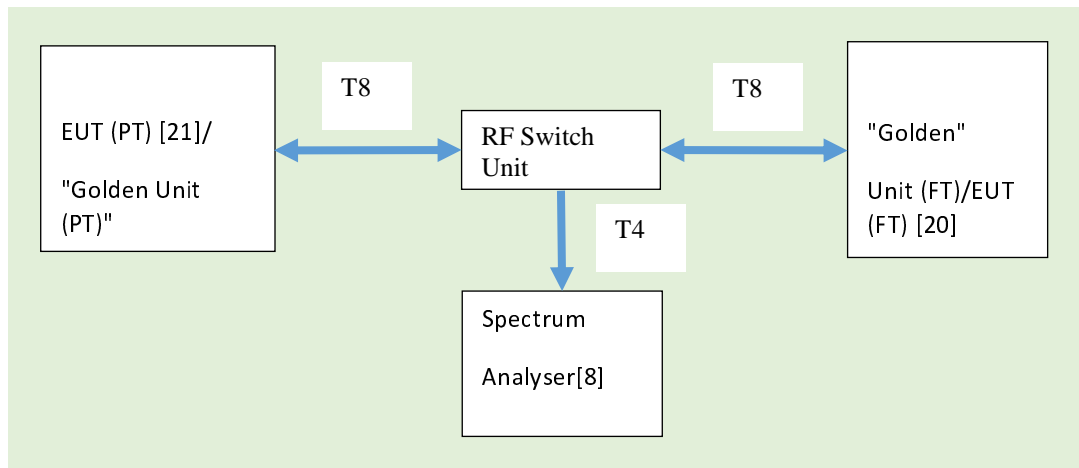 EUT (PT) [21]/
"Golden Unit
(PT)"
T8
RF Switch
Unit
T8
"Golden"
Unit (FT)/EUT
(FT) [20]
T4
Spectrum
Analyser[8]